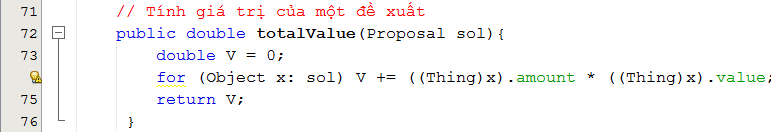 71 // Tính giá trị của một đề xuất
72 public double totalValue(Proposal sol){
73 double V = 0;
for (Object x: sol) V += ((Thing)x).amount * ((Thing)x).value;
75 return V;
76 }